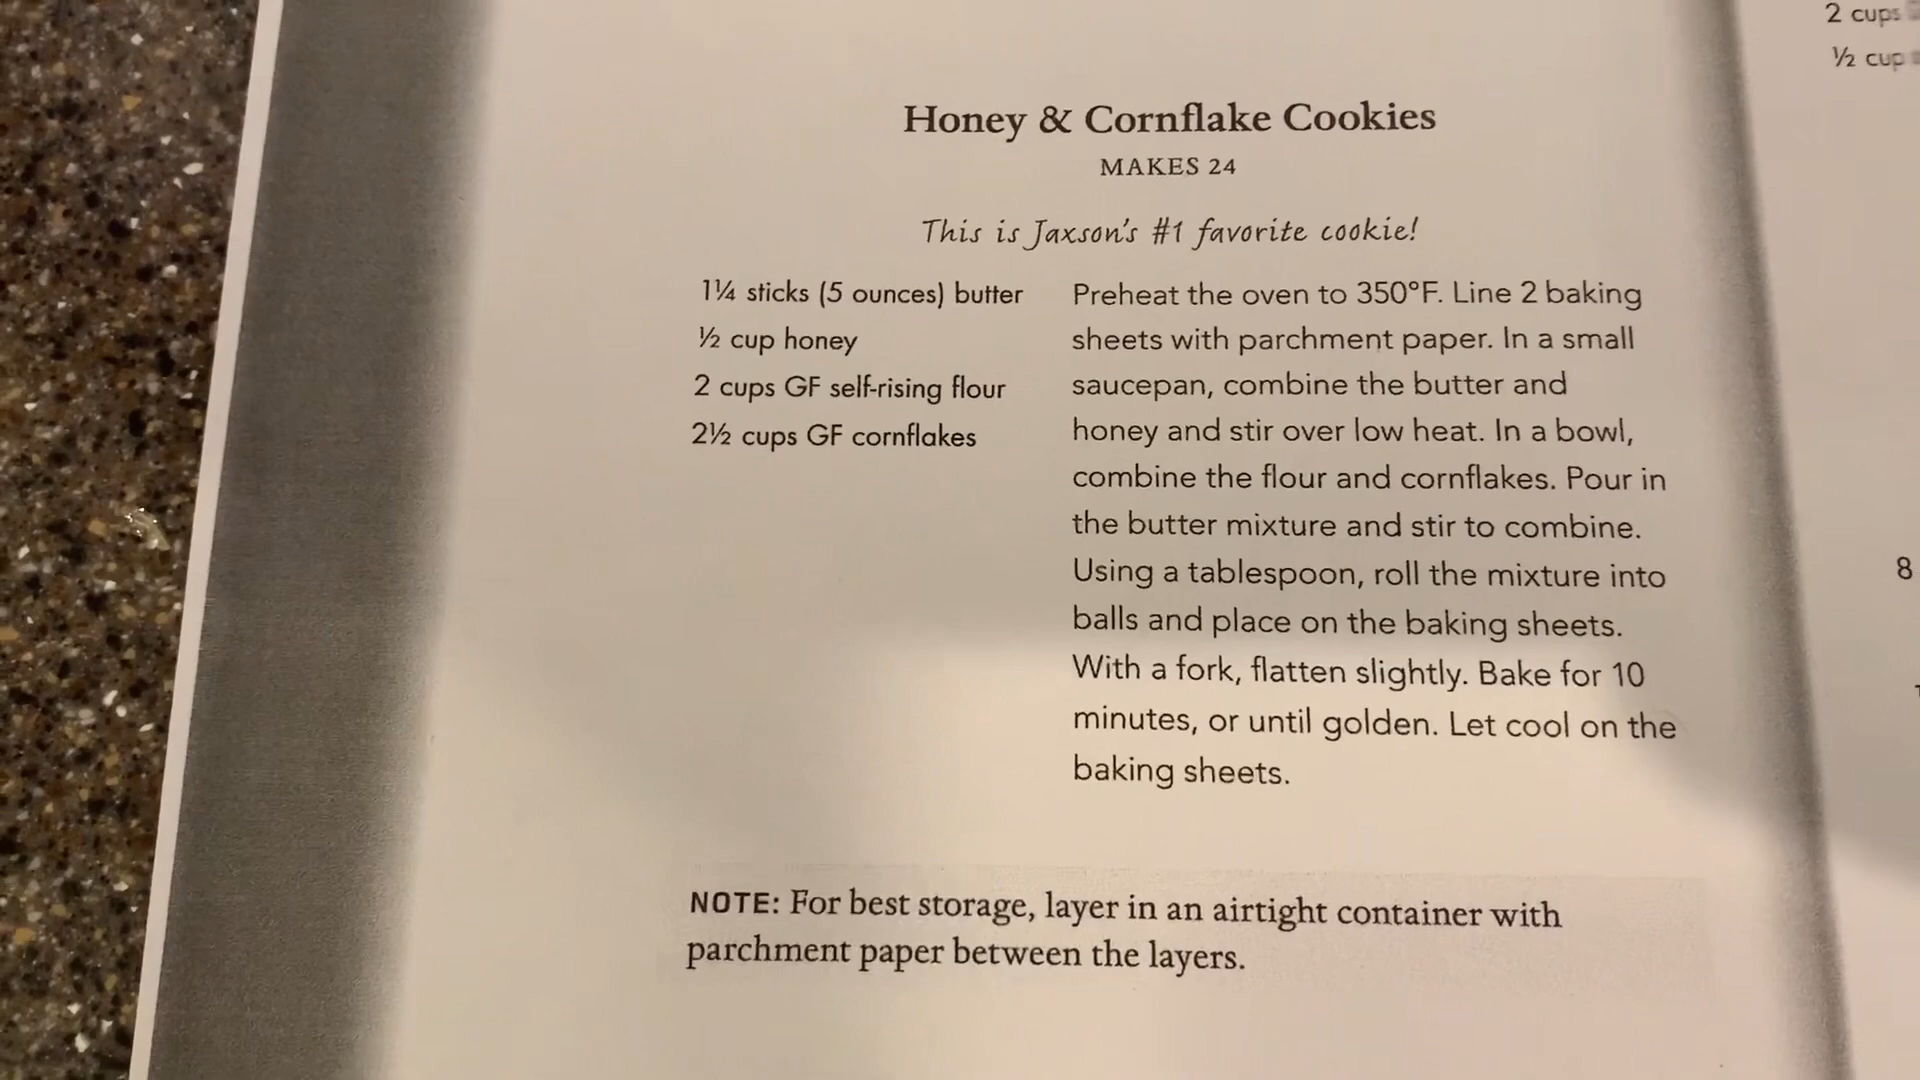 Honey & Cornflake Cookies
MAKES 24
This is Jaxson's #1 favorite cookie!
1¼ sticks (5 ounces) butter
½ cup honey
2 cups GF self-rising flour
2½ cups GF cornflakes
Preheat the oven to 350°F. Line 2 baking
sheets with parchment paper. In a small
saucepan, combine the butter and
honey and stir over low heat. In a bowl,
combine the flour and cornflakes. Pour in
the butter mixture and stir to combine.
Using a tablespoon, roll the mixture into
balls and place on the baking sheets.
With a fork, flatten slightly. Bake for 10
minutes, or until golden. Let cool on the
baking sheets.
NOTE: For best storage, layer in an airtight container with
parchment paper between the layers.
2 cups
½ cup
8